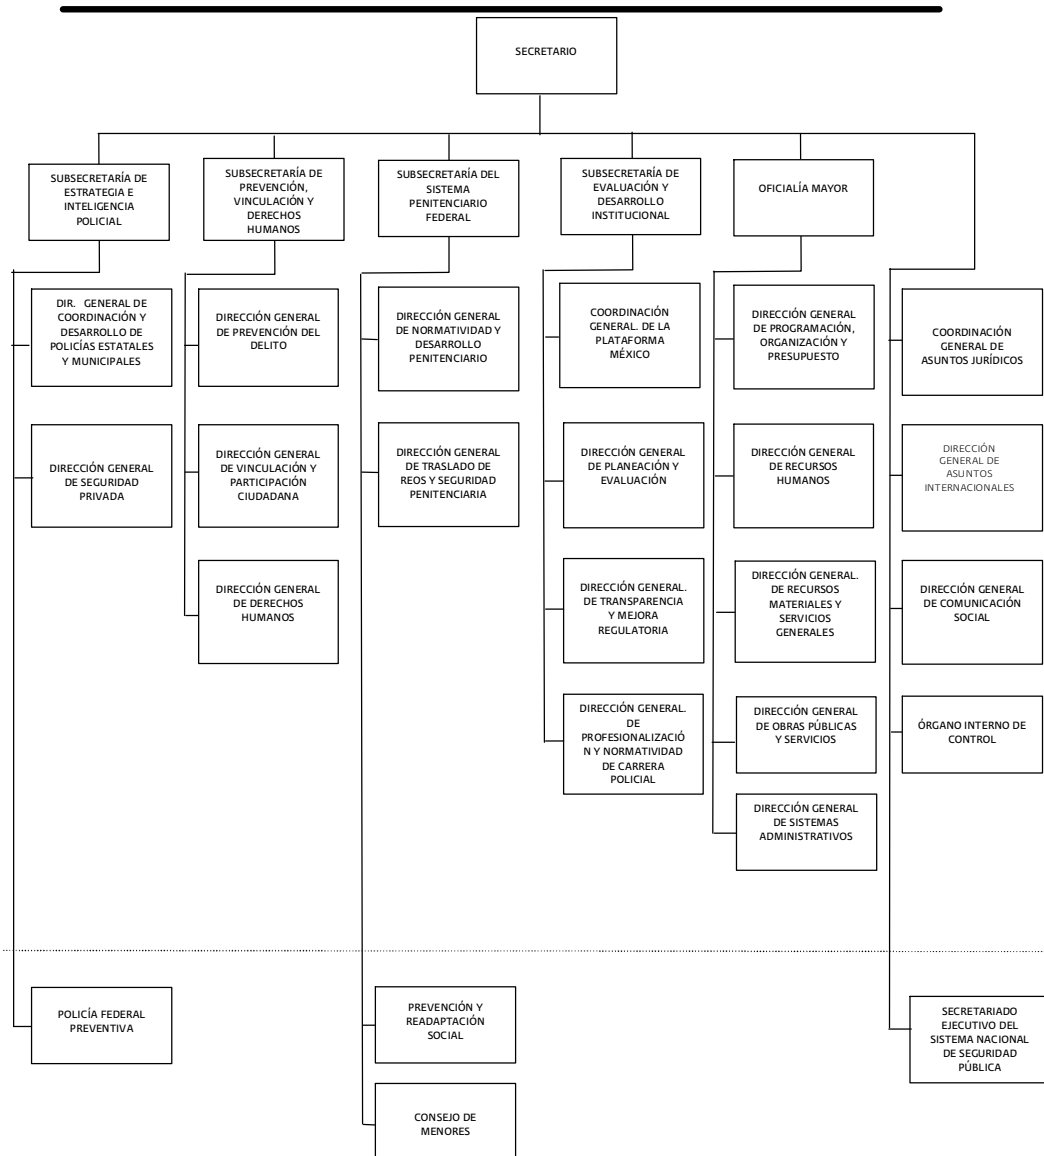 SECRETARIO
SUBSECRETARÍA DE
ESTRATEGIA E
INTELIGENCIA
POLICIAL
SUBSECRETARÍA DE
PREVENCIÓN,
VINCULACIÓN Y
DERECHOS
HUMANOS
SUBSECRETARÍA DEL
SISTEMA
PENITENCIARIO
FEDERAL
SUBSECRETARÍA DE
EVALUACIÓN Y
DESARROLLO
INSTITUCIONAL
OFICIALÍA MAYOR
DIR. GENERAL DE
COORDINACIÓN Y
DESARROLLO DE
POLICÍAS ESTATALES
Y MUNICIPALES
DIRECCIÓN GENERAL
DE PREVENCIÓN DEL
DELITO
DIRECCIÓN GENERAL
DE NORMATIVIDAD Y
DESARROLLO
PENITENCIARIO
COORDINACIÓN
GENERAL. DE LA
PLATAFORMA
MÉXICO
DIRECCIÓN GENERAL
DE PROGRAMACIÓN,
ORGANIZACIÓN Y
PRESUPUESTO
COORDINACIÓN
GENERAL DE
ASUNTOS JURÍDICOS
DIRECCIÓN GENERAL
DE SEGURIDAD
PRIVADA
DIRECCIÓN GENERAL
DE VINCULACIÓN Y
PARTICIPACIÓN
CIUDADANA
DIRECCIÓN GENERAL
DE TRASLADO DE
REOS Y SEGURIDAD
PENITENCIARIA
DIRECCIÓN GENERAL
DE PLANEACIÓN Y
EVALUACIÓN
DIRECCIÓN GENERAL
DE RECURSOS
HUMANOS
DIRECCIÓN
GENERAL DE
ASUNTOS
INTERNACIONALES
DIRECCIÓN GENERAL
DE DERECHOS
HUMANOS
DIRECCIÓN GENERAL.
DE TRANSPARENCIA
Y MEJORA
REGULATORIA
DIRECCIÓN GENERAL.
DE RECURSOS
MATERIALES Y
SERVICIOS
GENERALES
DIRECCIÓN GENERAL
DE COMUNICACIÓN
SOCIAL
DIRECCIÓN GENERAL.
DE
PROFESIONALIZACIÓ
N Y NORMATIVIDAD
DE CARRERA
POLICIAL
DIRECCIÓN GENERAL
DE OBRAS PÚBLICAS
Y SERVICIOS
ÓRGANO INTERNO DE
CONTROL
DIRECCIÓN GENERAL
DE SISTEMAS
ADMINISTRATIVOS
POLICÍA FEDERAL
PREVENTIVA
PREVENCIÓN Y
READAPTACIÓN
SOCIAL
SECRETARIADO
EJECUTIVO DEL
SISTEMA NACIONAL
DE SEGURIDAD
PÚBLICA
CONSEJO DE
MENORES